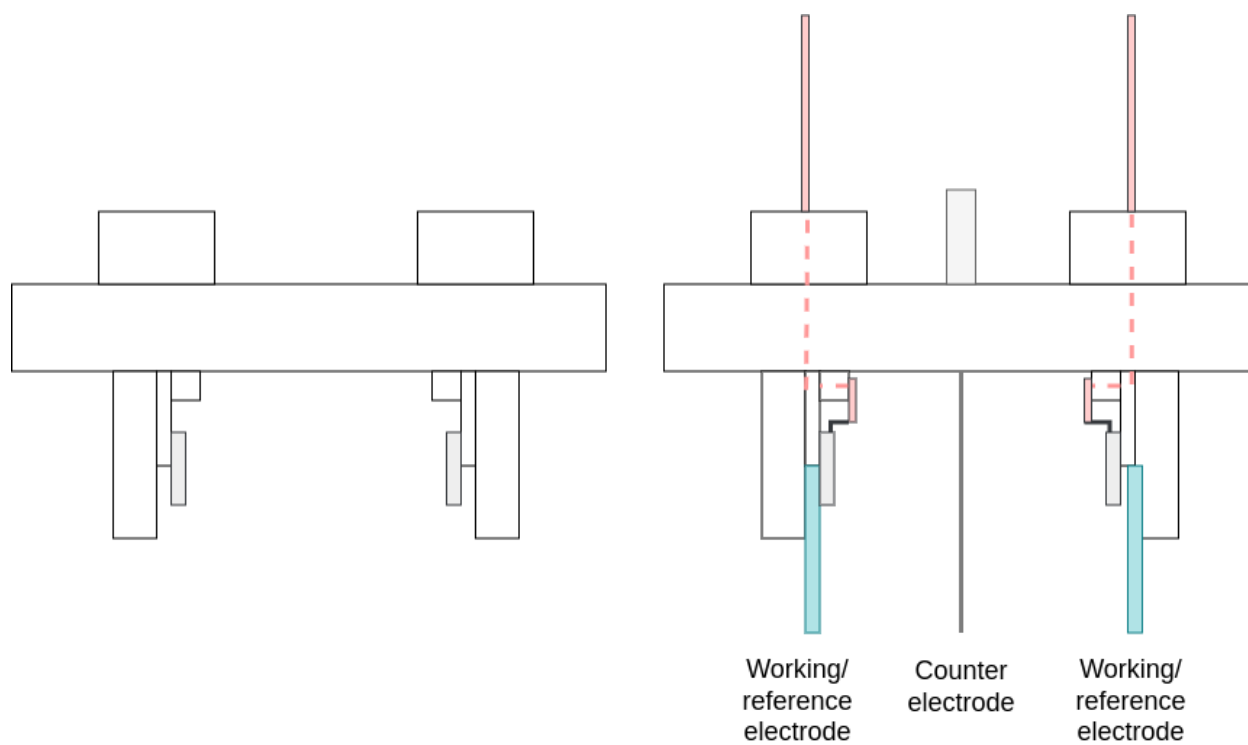 Working/
reference
electrode
Counter
electrode
Working/
reference
electrode